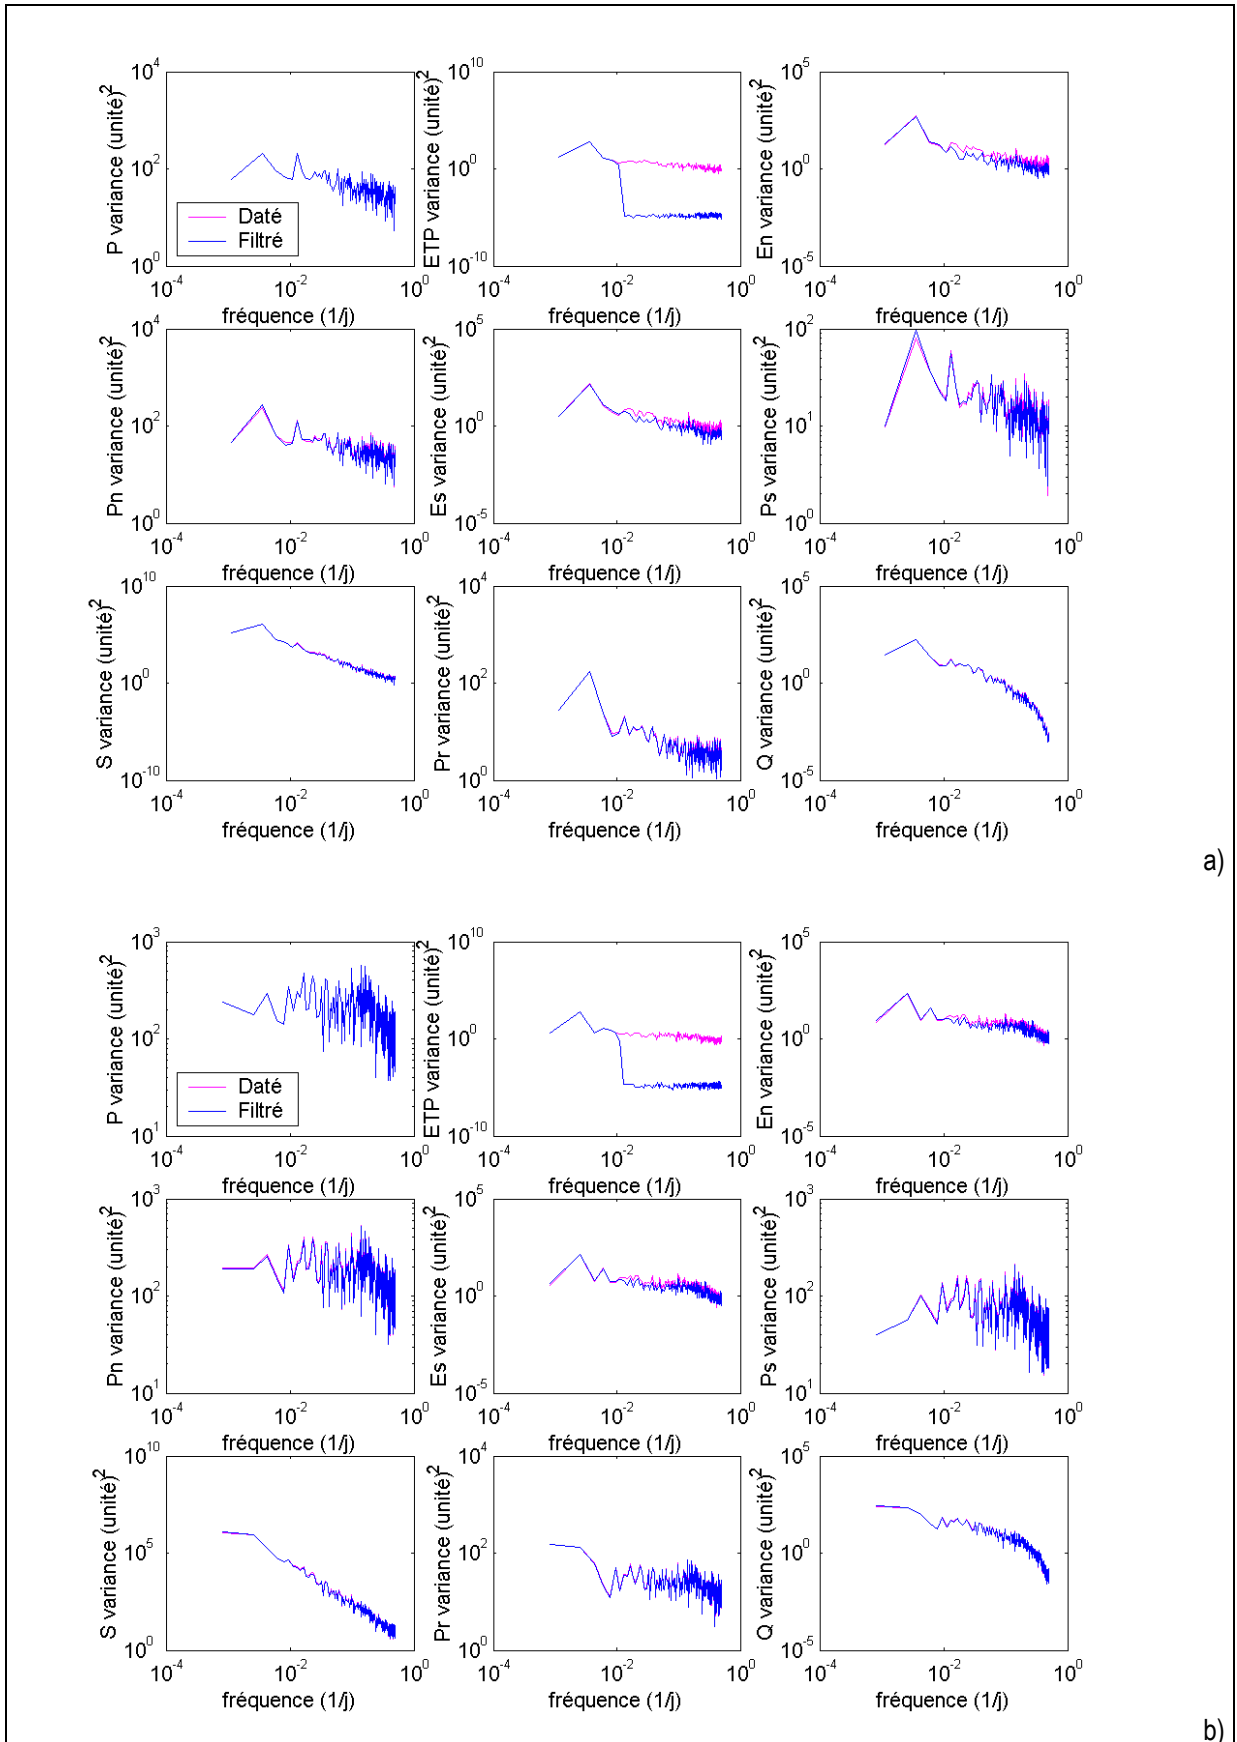 P variance (unité)^2
10^4
10^2
10^0
10^-4 10^-2 10^0
fréquence (1/j)
Daté
Filtré
ETP variance (unité)^2
10^10
10^0
10^-10
10^-4 10^-2 10^0
fréquence (1/j)
En variance (unité)^2
10^5
10^0
10^-5
10^-4 10^-2 10^0
fréquence (1/j)
Pn variance (unité)^2
10^4
10^2
10^0
10^-4 10^-2 10^0
fréquence (1/j)
Es variance (unité)^2
10^5
10^0
10^-5
10^-4 10^-2 10^0
fréquence (1/j)
Ps variance (unité)^2
10^2
10^1
10^0
10^-4 10^-2 10^0
fréquence (1/j)
S variance (unité)^2
10^10
10^0
10^-10
10^-4 10^-2 10^0
fréquence (1/j)
Pr variance (unité)^2
10^4
10^2
10^0
10^-4 10^-2 10^0
fréquence (1/j)
Q variance (unité)^2
10^5
10^0
10^-5
10^-4 10^-2 10^0
fréquence (1/j)
a)
P variance (unité)^2
10^3
10^2
10^1
10^-4 10^-2 10^0
fréquence (1/j)
Daté
Filtré
ETP variance (unité)^2
10^10
10^0
10^-10
10^-4 10^-2 10^0
fréquence (1/j)
En variance (unité)^2
10^5
10^0
10^-5
10^-4 10^-2 10^0
fréquence (1/j)
Pn variance (unité)^2
10^3
10^2
10^1
10^-4 10^-2 10^0
fréquence (1/j)
Es variance (unité)^2
10^5
10^0
10^-5
10^-4 10^-2 10^0
fréquence (1/j)
Ps variance (unité)^2
10^3
10^2
10^1
10^-4 10^-2 10^0
fréquence (1/j)
S variance (unité)^2
10^10
10^5
10^0
10^-4 10^-2 10^0
fréquence (1/j)
Pr variance (unité)^2
10^4
10^2
10^0
10^-4 10^-2 10^0
fréquence (1/j)
Q variance (unité)^2
10^5
10^0
10^-5
10^-4 10^-2 10^0
fréquence (1/j)
b)